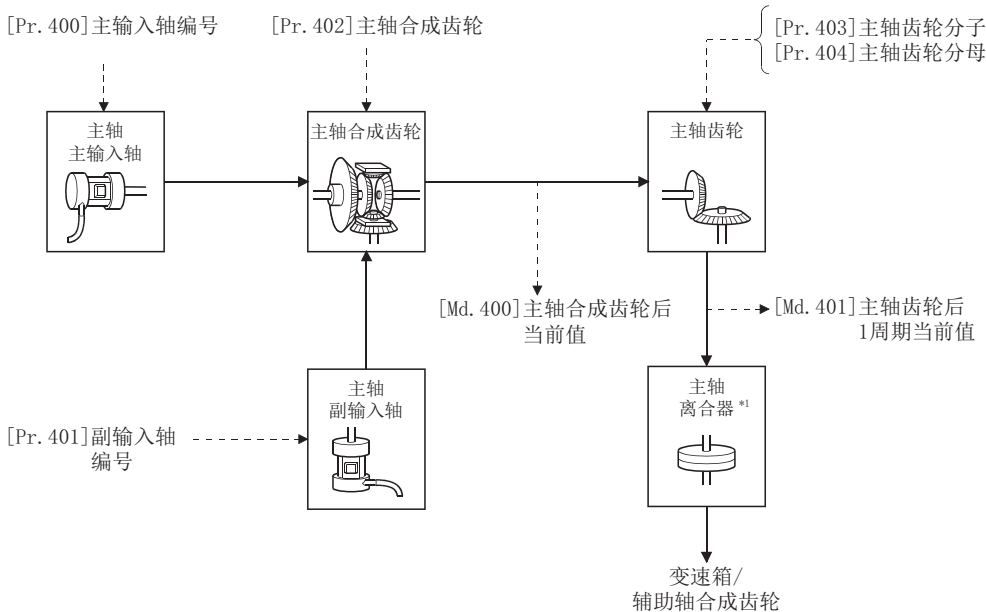 [Pr.400]主输入轴编号
[Pr.402]主轴合成齿轮
[Pr.403]主轴齿轮分子
[Pr.404]主轴齿轮分母
主轴
主输入轴
主轴合成齿轮
主轴齿轮
[Md.400]主轴合成齿轮后
当前值
[Md.401]主轴齿轮后
1周期当前值
主轴
副输入轴
主轴
离合器 *1
[Pr.401]副输入轴
编号
变速箱/
辅助轴合成齿轮